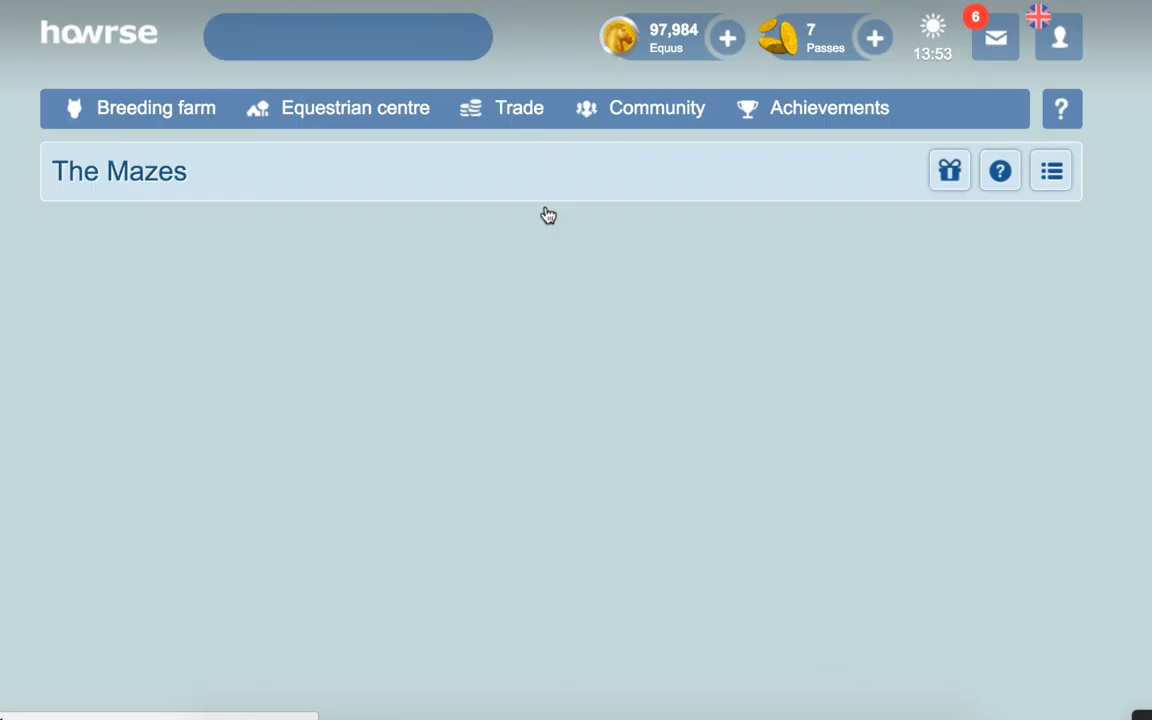 howrse
97,984
Equus
7
Passes
13:53
6
Breeding farm
Equestrian centre
Trade
Community
Achievements
?
The Mazes
?